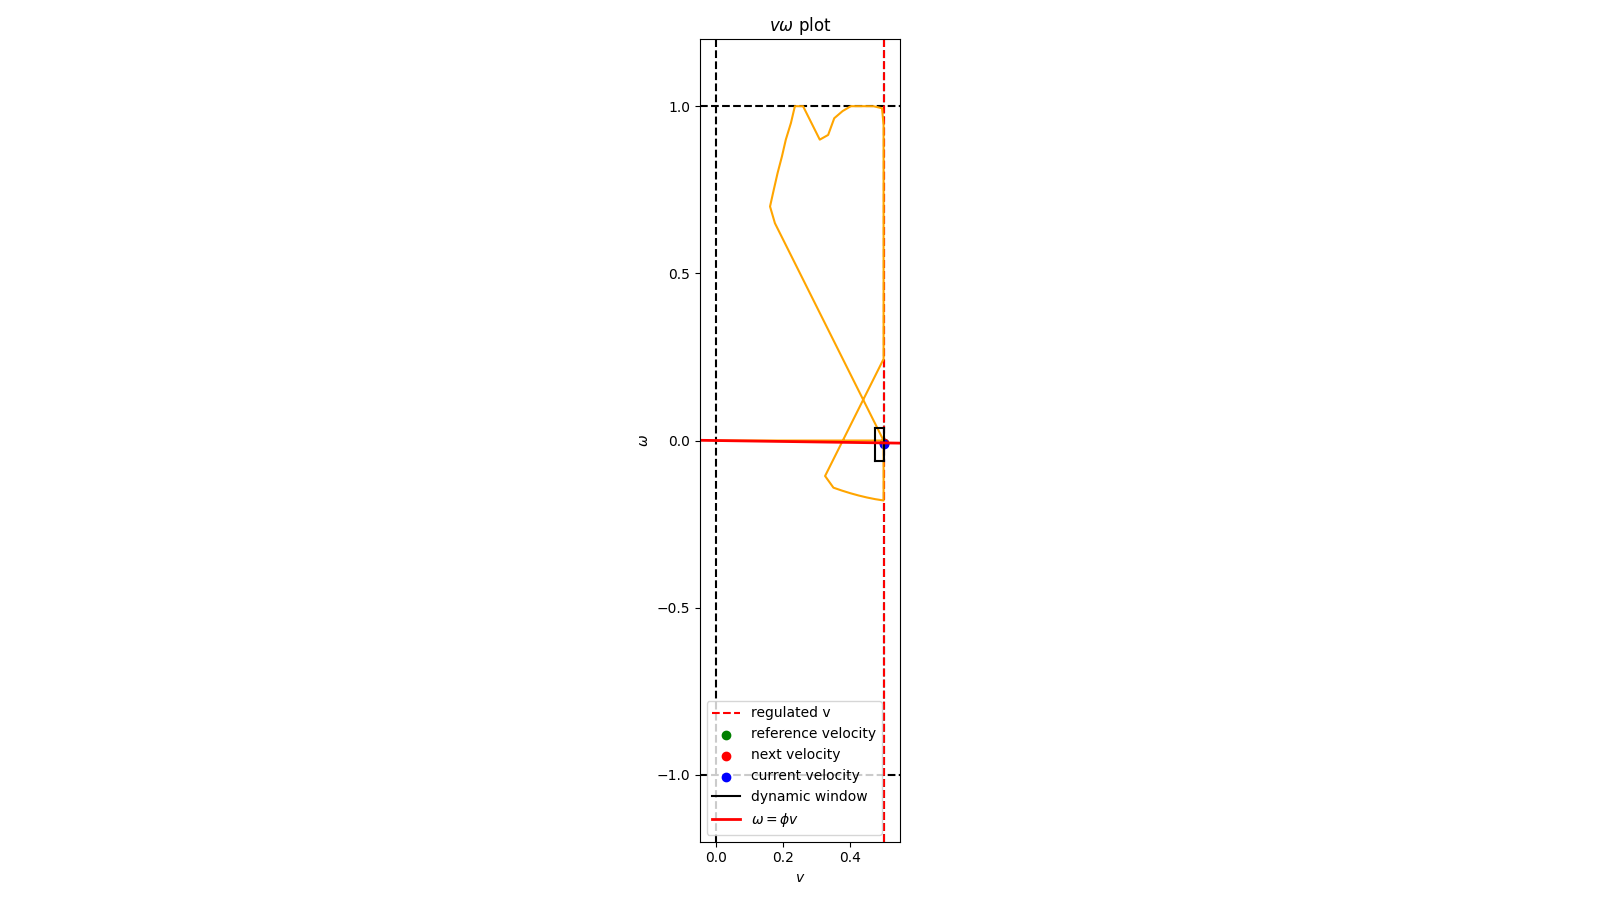 vω plot
1.0
0.5
0.0
−0.5
−1.0
ω
regulated v
reference velocity
next velocity
current velocity
dynamic window
ω = ϕv
0.0 0.2 0.4
v